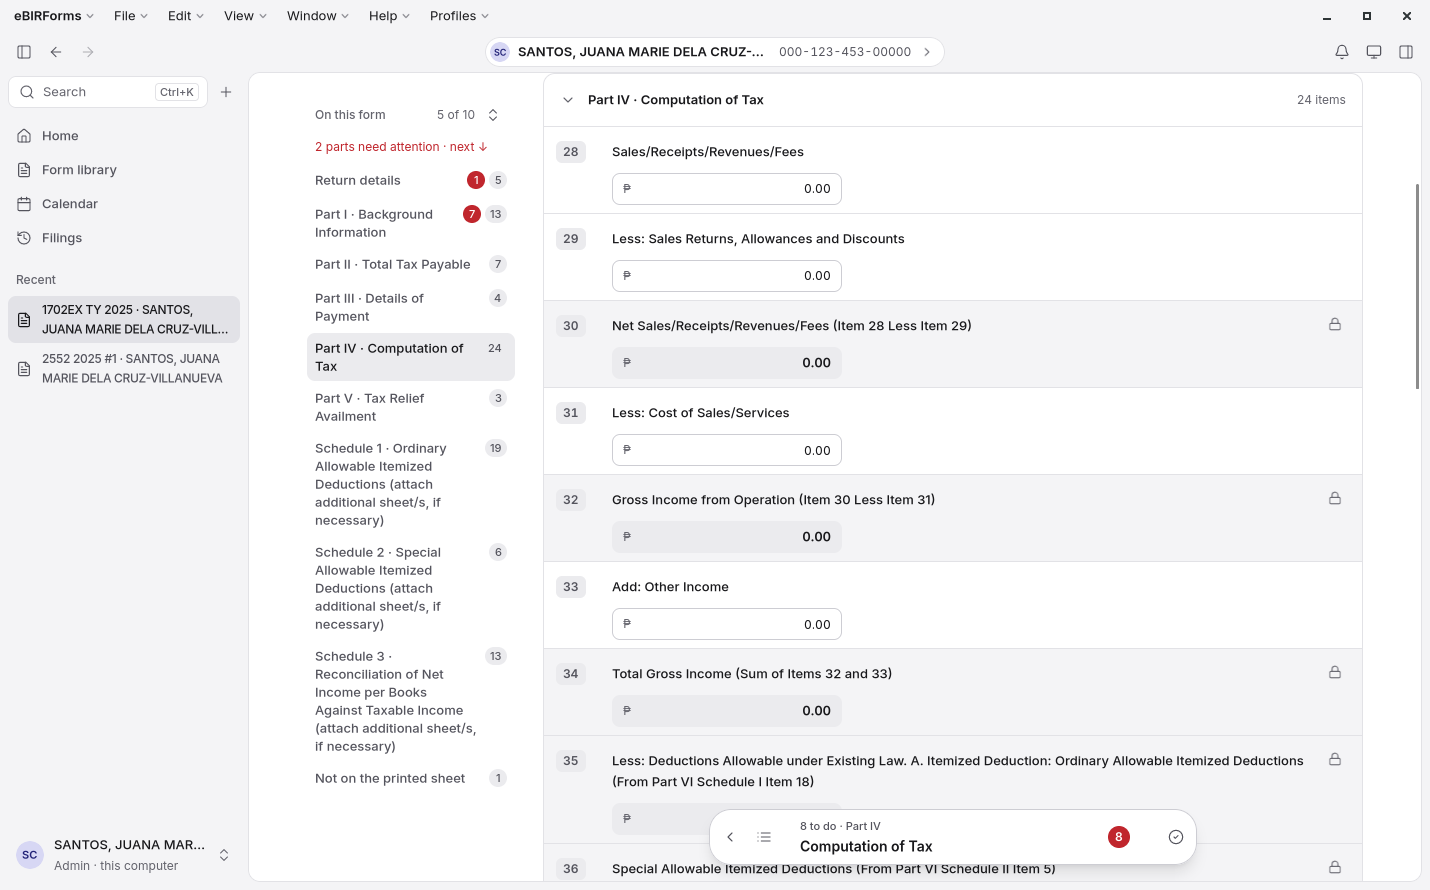 eBIRForms File Edit View Window Help Profiles
SC SANTOS, JUANA MARIE DELA CRUZ-... 000-123-453-00000
Search Ctrl+K
Home
Form library
Calendar
Filings
Recent
1702EX TY 2025 · SANTOS,
JUANA MARIE DELA CRUZ-VILL...
2552 2025 #1 · SANTOS, JUANA
MARIE DELA CRUZ-VILLANUEVA
SC SANTOS, JUANA MAR...
Admin · this computer
On this form 5 of 10
2 parts need attention · next ↓
Return details 1 5
Part I · Background 7 13
Information
Part II · Total Tax Payable 7
Part III · Details of 4
Payment
Part IV · Computation of 24
Tax
Part V · Tax Relief 3
Availment
Schedule 1 · Ordinary 19
Allowable Itemized
Deductions (attach
additional sheet/s, if
necessary)
Schedule 2 · Special 6
Allowable Itemized
Deductions (attach
additional sheet/s, if
necessary)
Schedule 3 · 13
Reconciliation of Net
Income per Books
Against Taxable Income
(attach additional sheet/s,
if necessary)
Not on the printed sheet 1
Part IV · Computation of Tax 24 items
28 Sales/Receipts/Revenues/Fees
₱ 0.00
29 Less: Sales Returns, Allowances and Discounts
₱ 0.00
30 Net Sales/Receipts/Revenues/Fees (Item 28 Less Item 29)
₱ 0.00
31 Less: Cost of Sales/Services
₱ 0.00
32 Gross Income from Operation (Item 30 Less Item 31)
₱ 0.00
33 Add: Other Income
₱ 0.00
34 Total Gross Income (Sum of Items 32 and 33)
₱ 0.00
35 Less: Deductions Allowable under Existing Law. A. Itemized Deduction: Ordinary Allowable Itemized Deductions
(From Part VI Schedule I Item 18)
₱
36 Special Allowable Itemized Deductions (From Part VI Schedule II Item 5)
8 to do · Part IV
Computation of Tax 8